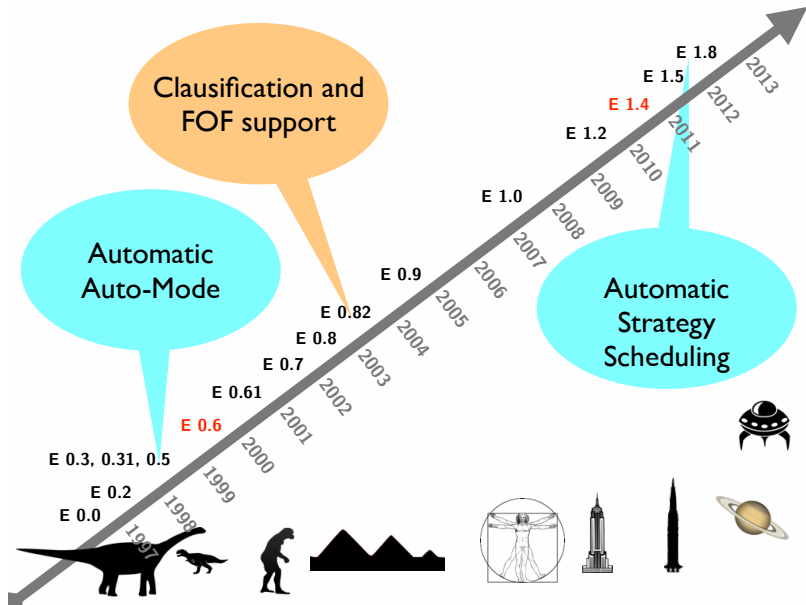 E 1.8
2013
E 1.5
2012
Clausification and
FOF support
E 1.4
2011
E 1.2
2010
2009
E 1.0
2008
2007
Automatic
Auto-Mode
E 0.9
2006
2005
Automatic
Strategy
Scheduling
E 0.82
2004
E 0.8
2003
E 0.7
2002
E 0.61
2001
E 0.6
2000
E 0.3, 0.31, 0.5
1999
E 0.2
1998
E 0.0
1997